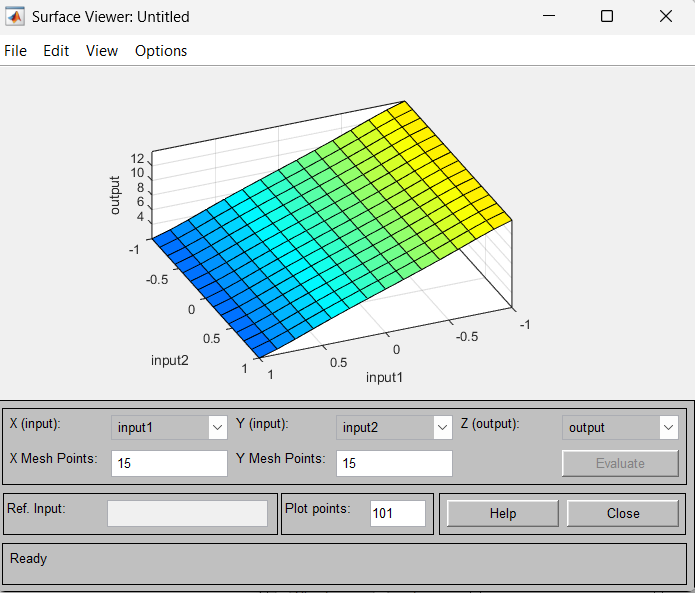 Surface Viewer: Untitled
File Edit View Options
12
10
8
6
4
output
-1
-0.5
0
0.5
1
input2
1
0.5
0
-0.5
-1
input1
X (input): input1 Y (input): input2 Z (output): output
X Mesh Points: 15 Y Mesh Points: 15 Evaluate
Ref. Input: Plot points: 101 Help Close
Ready